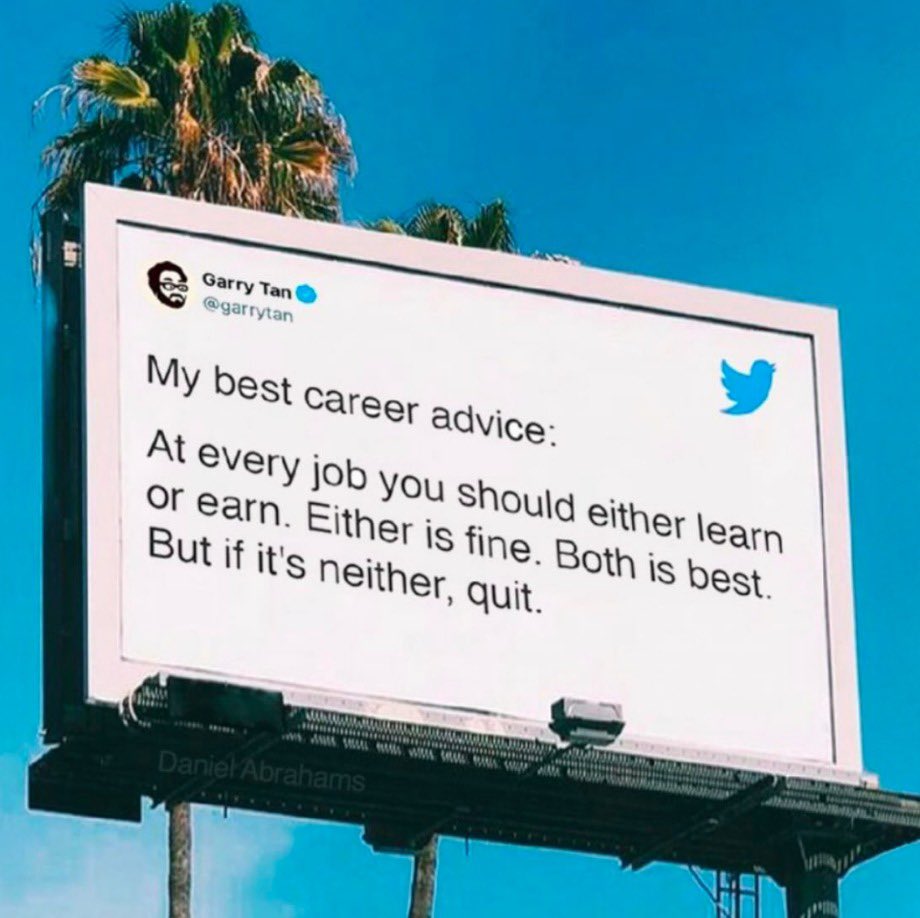 Garry Tan
@garrytan
My best career advice:
At every job you should either learn
or earn. Either is fine. Both is best.
But if it's neither, quit.
Daniel Abrahams